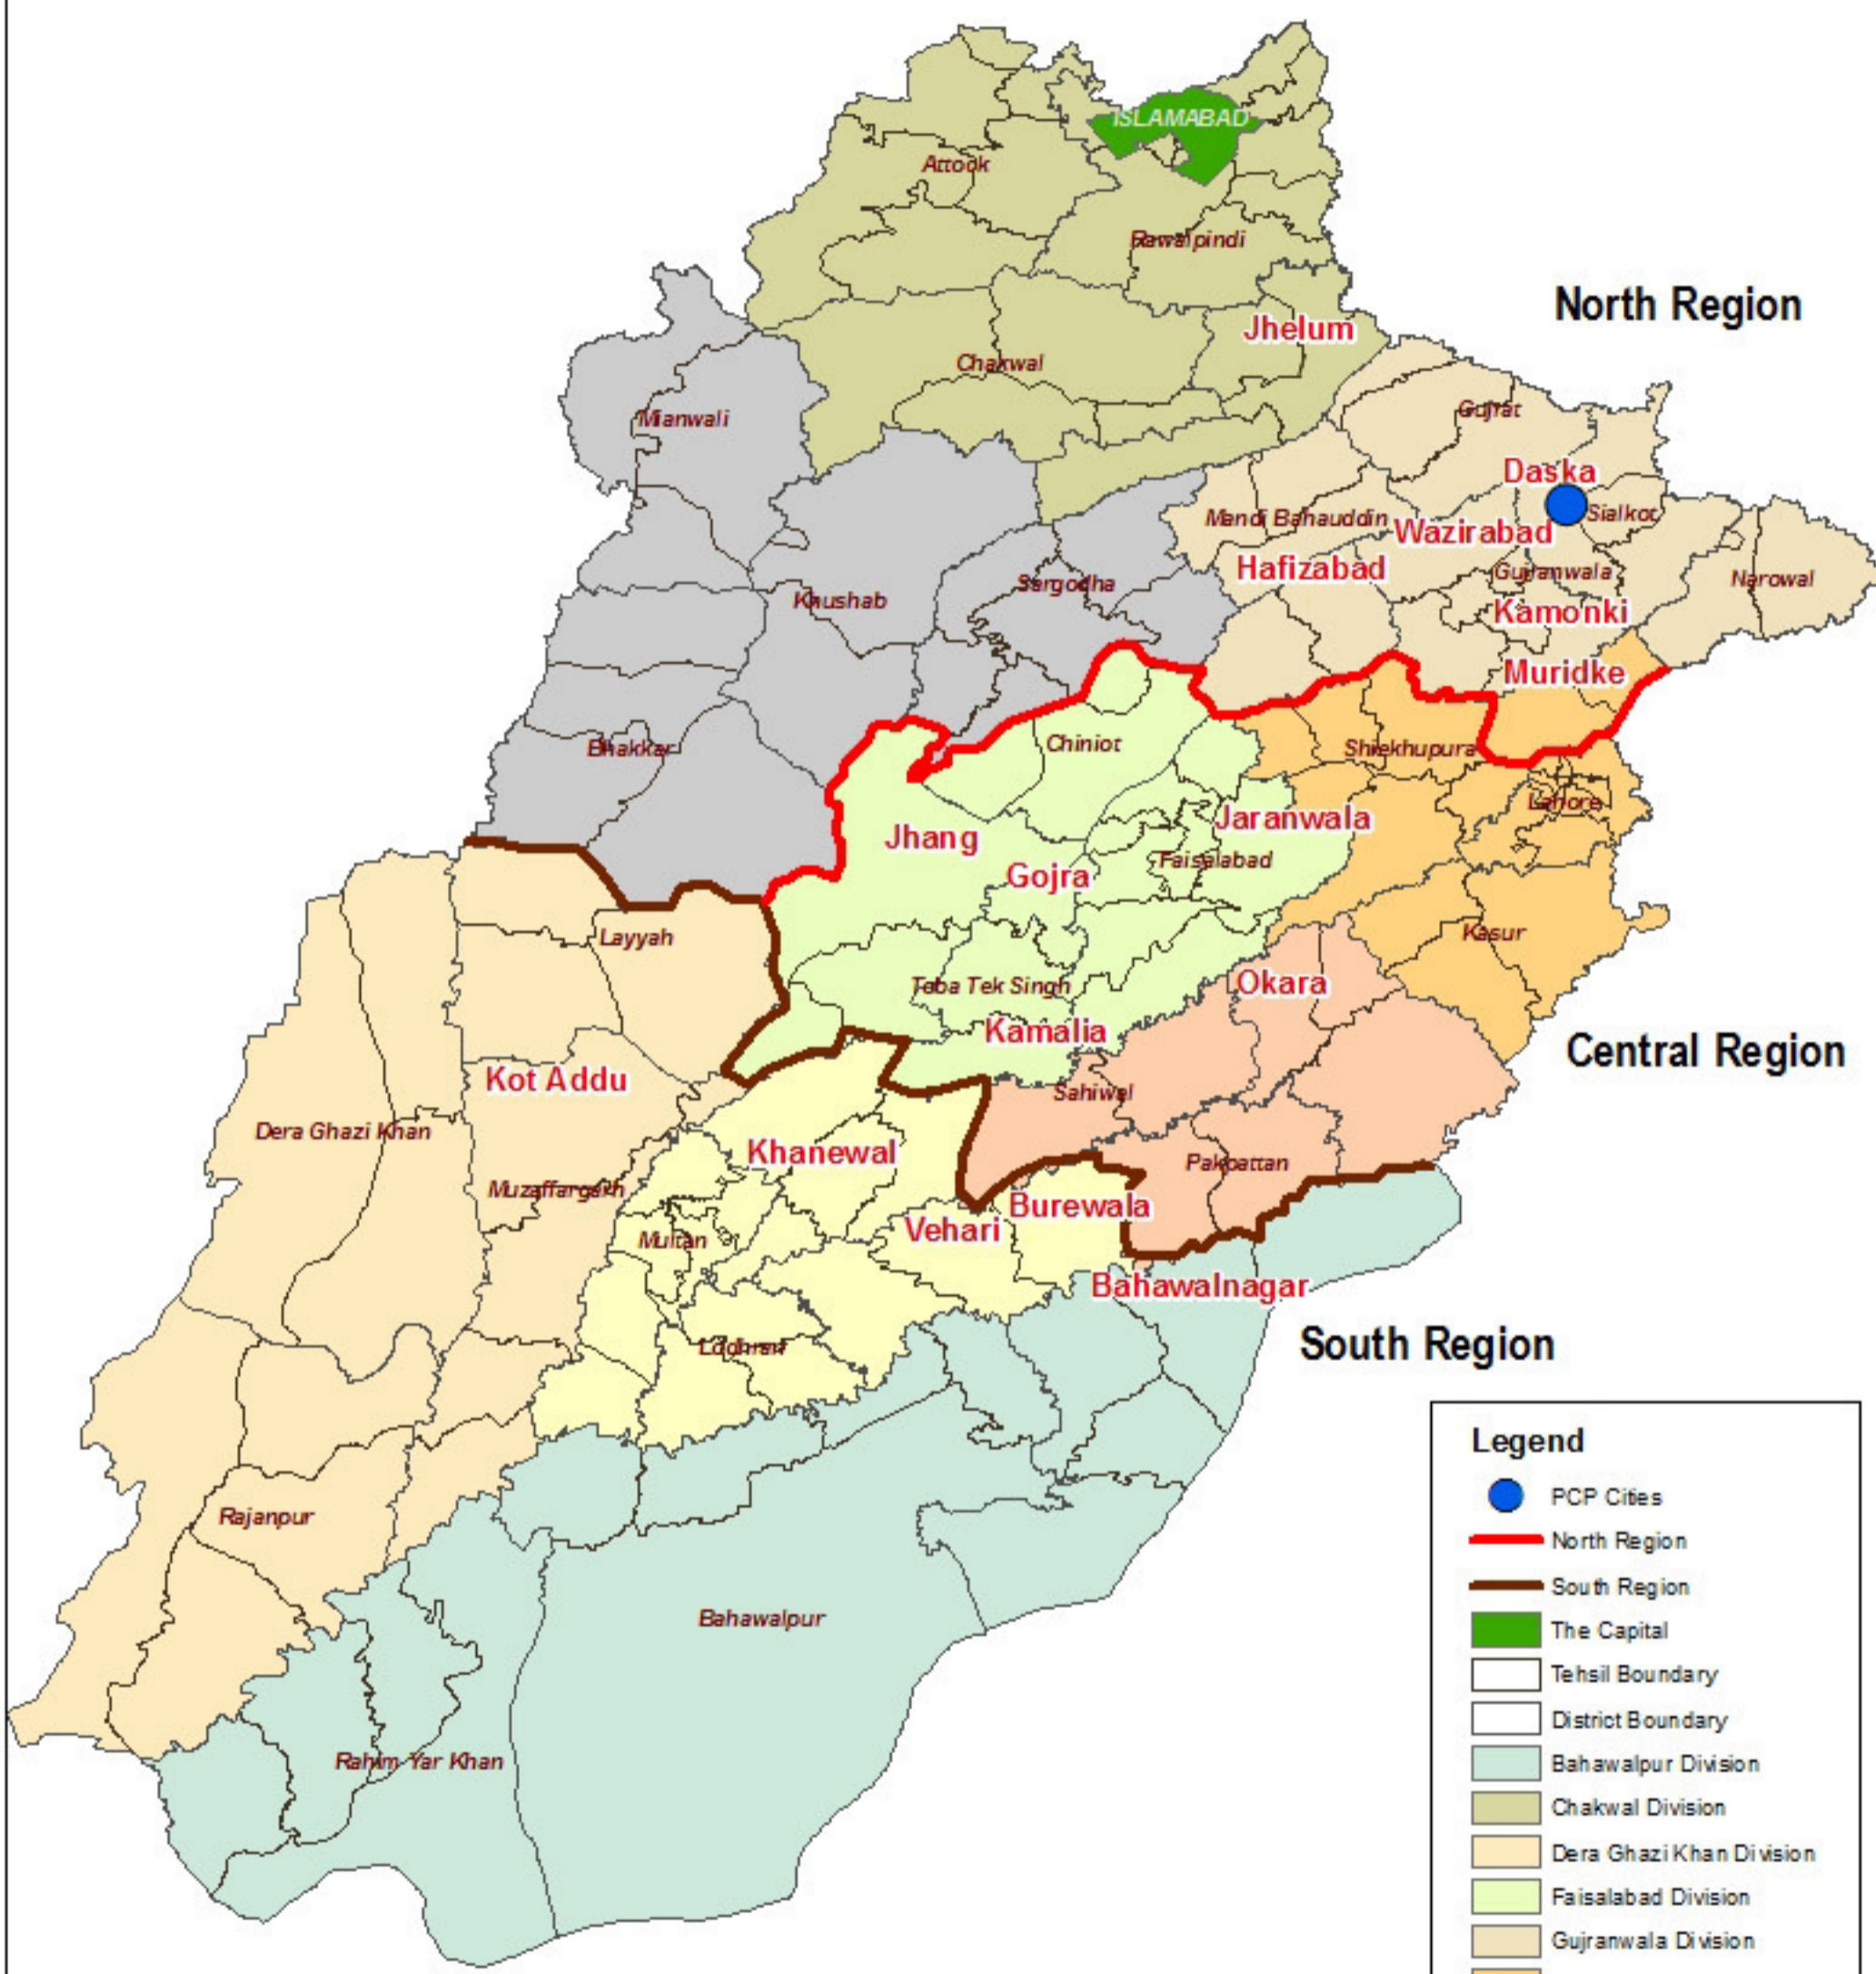 ISLAMABAD
Attock
Rawalpindi
North Region
Jhelum
Chakwal
Mianwali
Gujrat
Daska
Mandi Bahauddin
Sialkot
Wazirabad
Hafizabad
Gujranwala
Narowal
Sargodha
Khushab
Kamonki
Muridke
Bhakkar
Chiniot
Shiekhupura
Lahore
Jaranwala
Jhang
Faisalabad
Gojra
Layyah
Kasur
Toba Tek Singh
Okara
Kamalia
Central Region
Kot Addu
Sahiwal
Dera Ghazi Khan
Khanewal
Pakpattan
Muzaffargarh
Burewala
Vehari
Multan
Bahawalnagar
South Region
Lodhran
Rajanpur
Bahawalpur
Rahim Yar Khan
Legend
PCP Cities
North Region
South Region
The Capital
Tehsil Boundary
District Boundary
Bahawalpur Division
Chakwal Division
Dera Ghazi Khan Division
Faisalabad Division
Gujranwala Division